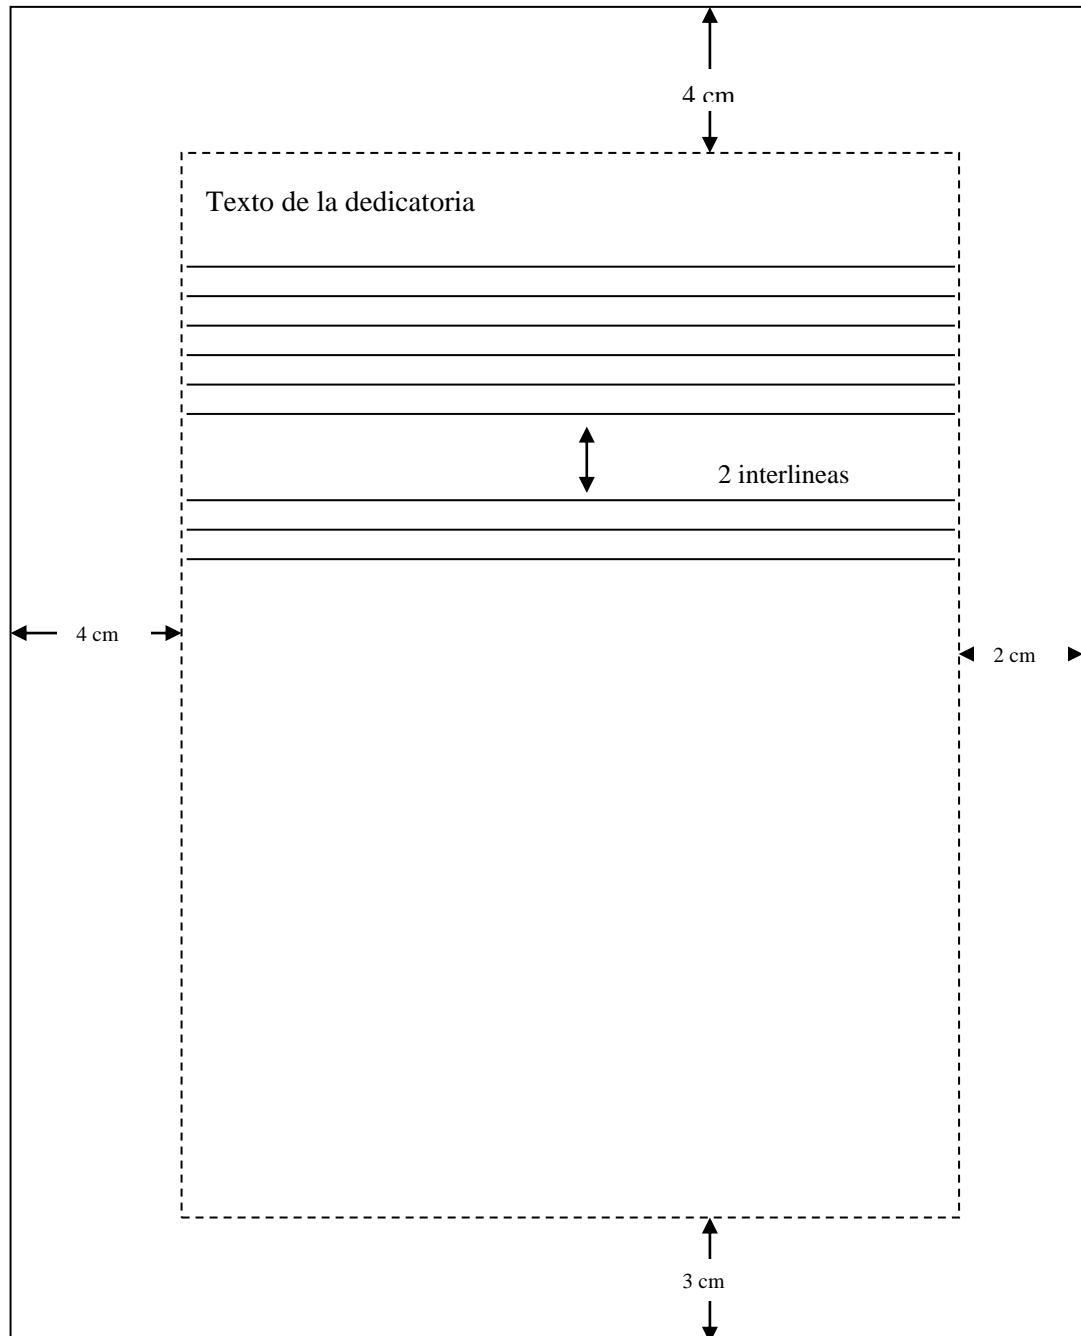 4 cm
Texto de la dedicatoria
2 interlineas
4 cm
2 cm
3 cm